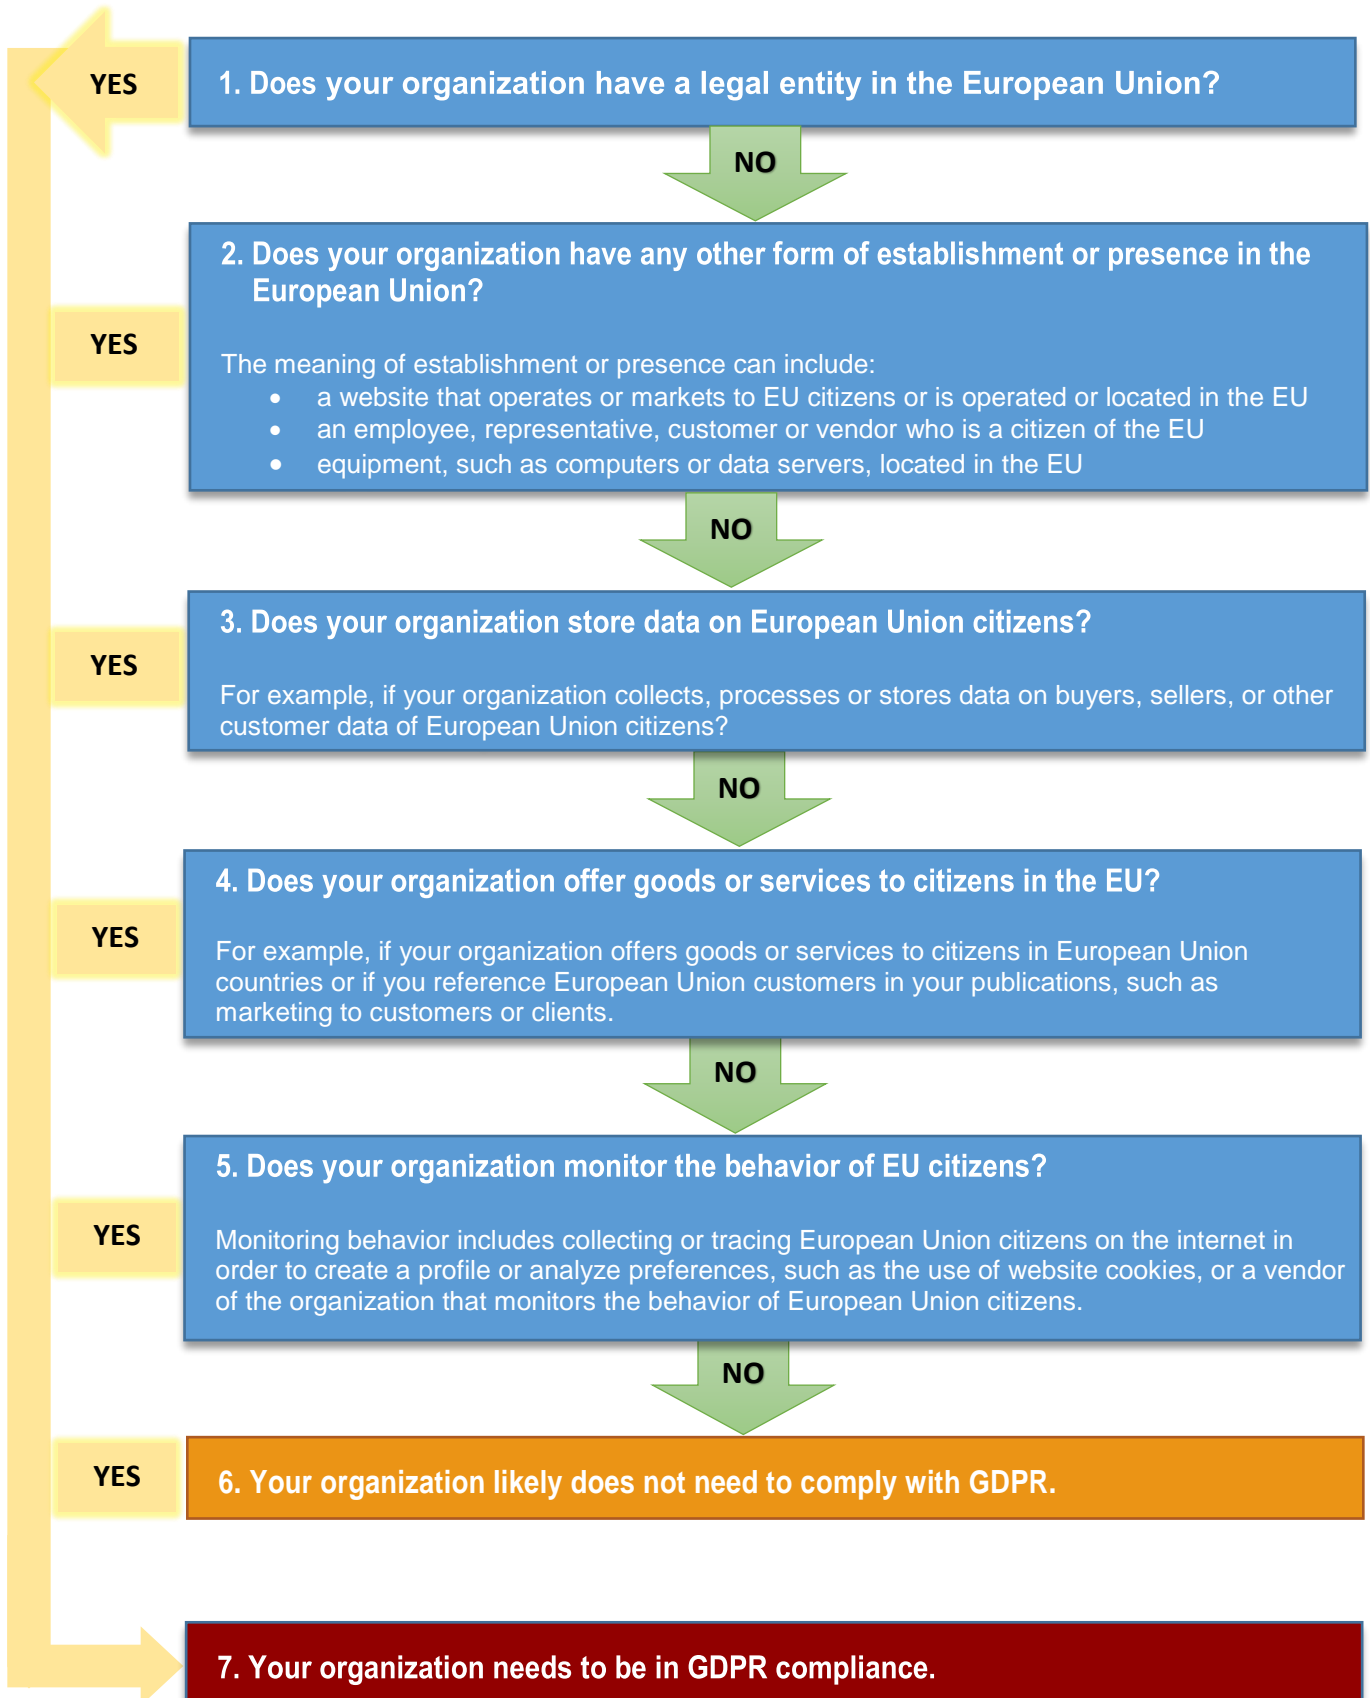 YES
1. Does your organization have a legal entity in the European Union?
NO
2. Does your organization have any other form of establishment or presence in the
European Union?
YES
The meaning of establishment or presence can include:
• a website that operates or markets to EU citizens or is operated or located in the EU
• an employee, representative, customer or vendor who is a citizen of the EU
• equipment, such as computers or data servers, located in the EU
NO
3. Does your organization store data on European Union citizens?
YES
For example, if your organization collects, processes or stores data on buyers, sellers, or other
customer data of European Union citizens?
NO
4. Does your organization offer goods or services to citizens in the EU?
YES
For example, if your organization offers goods or services to citizens in European Union
countries or if you reference European Union customers in your publications, such as
marketing to customers or clients.
NO
5. Does your organization monitor the behavior of EU citizens?
YES
Monitoring behavior includes collecting or tracing European Union citizens on the internet in
order to create a profile or analyze preferences, such as the use of website cookies, or a vendor
of the organization that monitors the behavior of European Union citizens.
NO
YES
6. Your organization likely does not need to comply with GDPR.
7. Your organization needs to be in GDPR compliance.